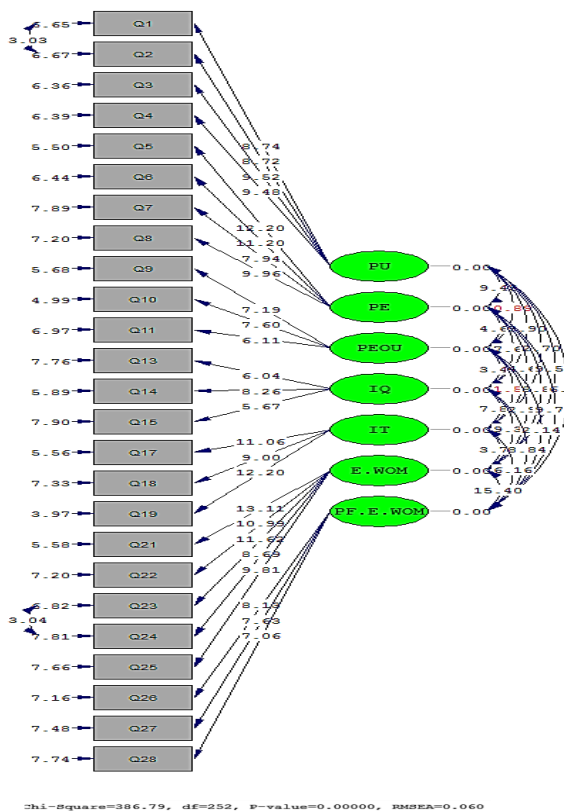 5.65 Q1
3.03
6.67 Q2
6.36 Q3
6.39 Q4
5.50 Q5
6.44 Q6
7.89 Q7
7.20 Q8
5.68 Q9
4.99 Q10
6.97 Q11
7.76 Q13
5.89 Q14
7.90 Q15
5.56 Q17
7.33 Q18
3.97 Q19
5.58 Q21
7.20 Q22
6.82 Q23
3.04
7.81 Q24
7.66 Q25
7.16 Q26
7.48 Q27
7.74 Q28
8.74
8.72
9.52
9.48
12.20
11.20
7.94
9.96
7.19
7.60
6.11
6.04
8.26
5.67
11.06
9.00
12.20
13.11
10.99
11.62
8.69
9.81
7.63
7.06
PU 0.00
PE 0.00
PEOU 0.00
IQ 0.00
IT 0.00
E.WOM 0.00
PF.E.WOM 0.00
6.16
15.40
Chi-Square=386.79, df=252, P-value=0.00000, RMSEA=0.060